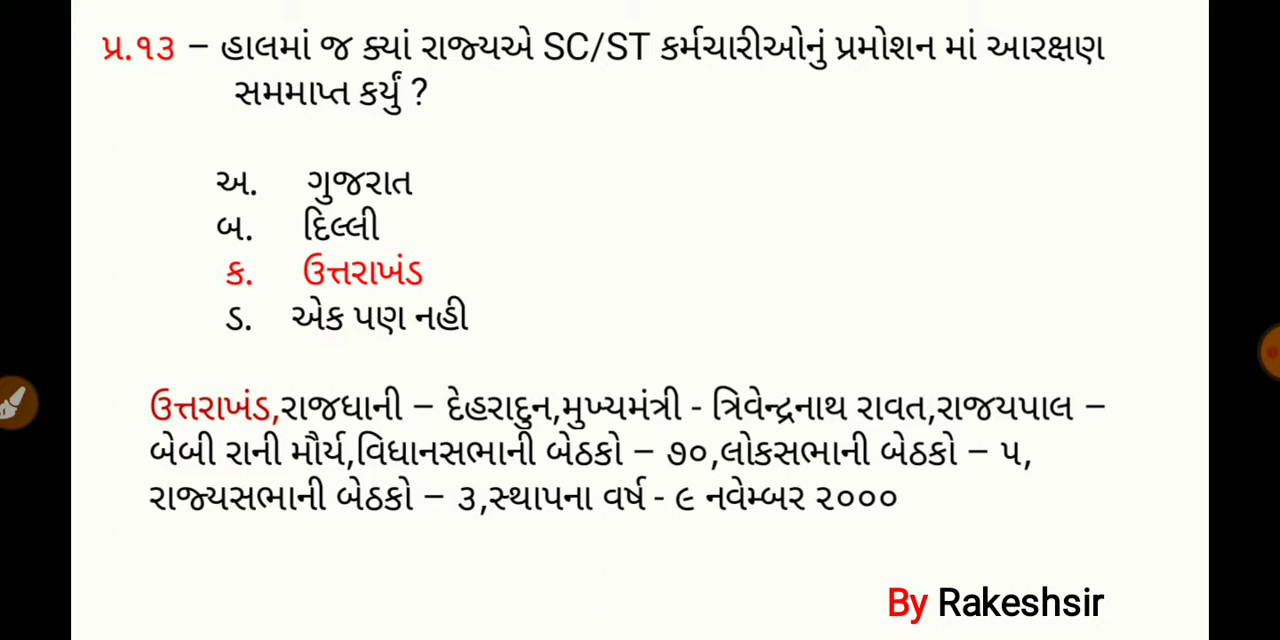 પ્ર.૧૩ – હાલમાં જ ક્યાં રાજ્યએ SC/ST કર્મચારીઓનું પ્રમોશન માં આરક્ષણ
સમમાપ્ત કર્યું ?
અ. ગુજરાત
બ. દિલ્લી
ક. ઉત્તરાખંડ
ડ. એક પણ નહી
ઉત્તરાખંડ,રાજધાની – દેહરાદુન,મુખ્યમંત્રી - ત્રિવેન્દ્રનાથ રાવત,રાજયપાલ –
બેબી રાની મૌર્ય,વિધાનસભાની બેઠકો – ૭૦,લોકસભાની બેઠકો – ૫,
રાજ્યસભાની બેઠકો – ૩,સ્થાપના વર્ષ - ૯ નવેમ્બર ૨૦૦૦
By Rakeshsir